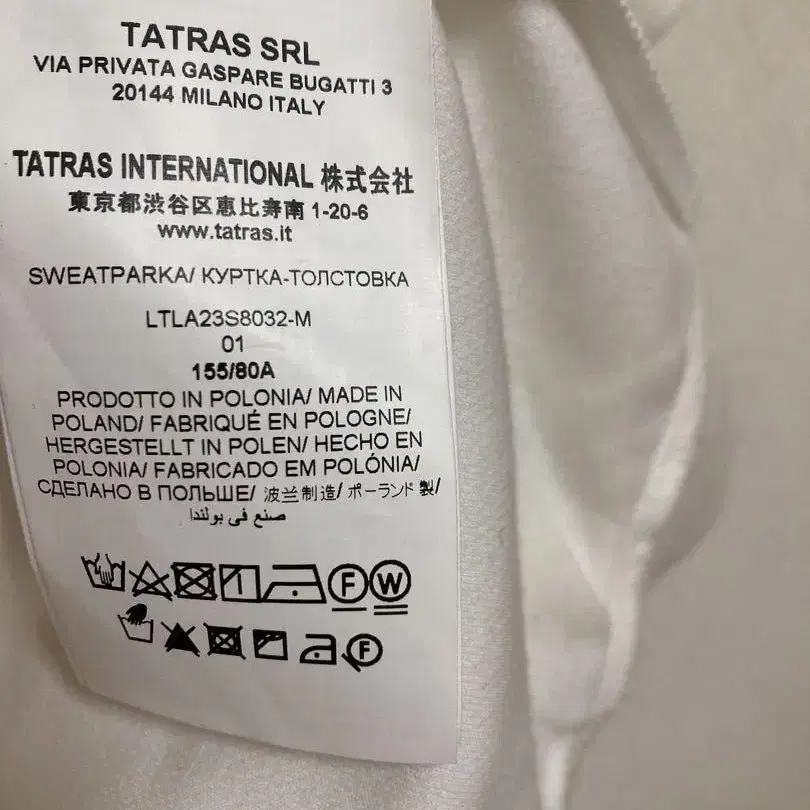 TATRAS SRL
VIA PRIVATA GASPARE BUGATTI 3
20144 MILANO ITALY
TATRAS INTERNATIONAL 株式会社
東京都渋谷区恵比寿南 1-20-6
www.tatras.it
SWEATPARKA/ КУРТКА-ТОЛСТОВКА
LTLA23S8032-M
01
155/80A
PRODOTTO IN POLONIA/ MADE IN
POLAND/ FABRIQUÉ EN POLOGNE/
HERGESTELLT IN POLEN/ HECHO EN
POLONIA/ FABRICADO EM POLÓNIA/
СДЕЛАНО В ПОЛЬШЕ/ 波兰制造/ ポーランド製/
صنع في بولندا
F W
F